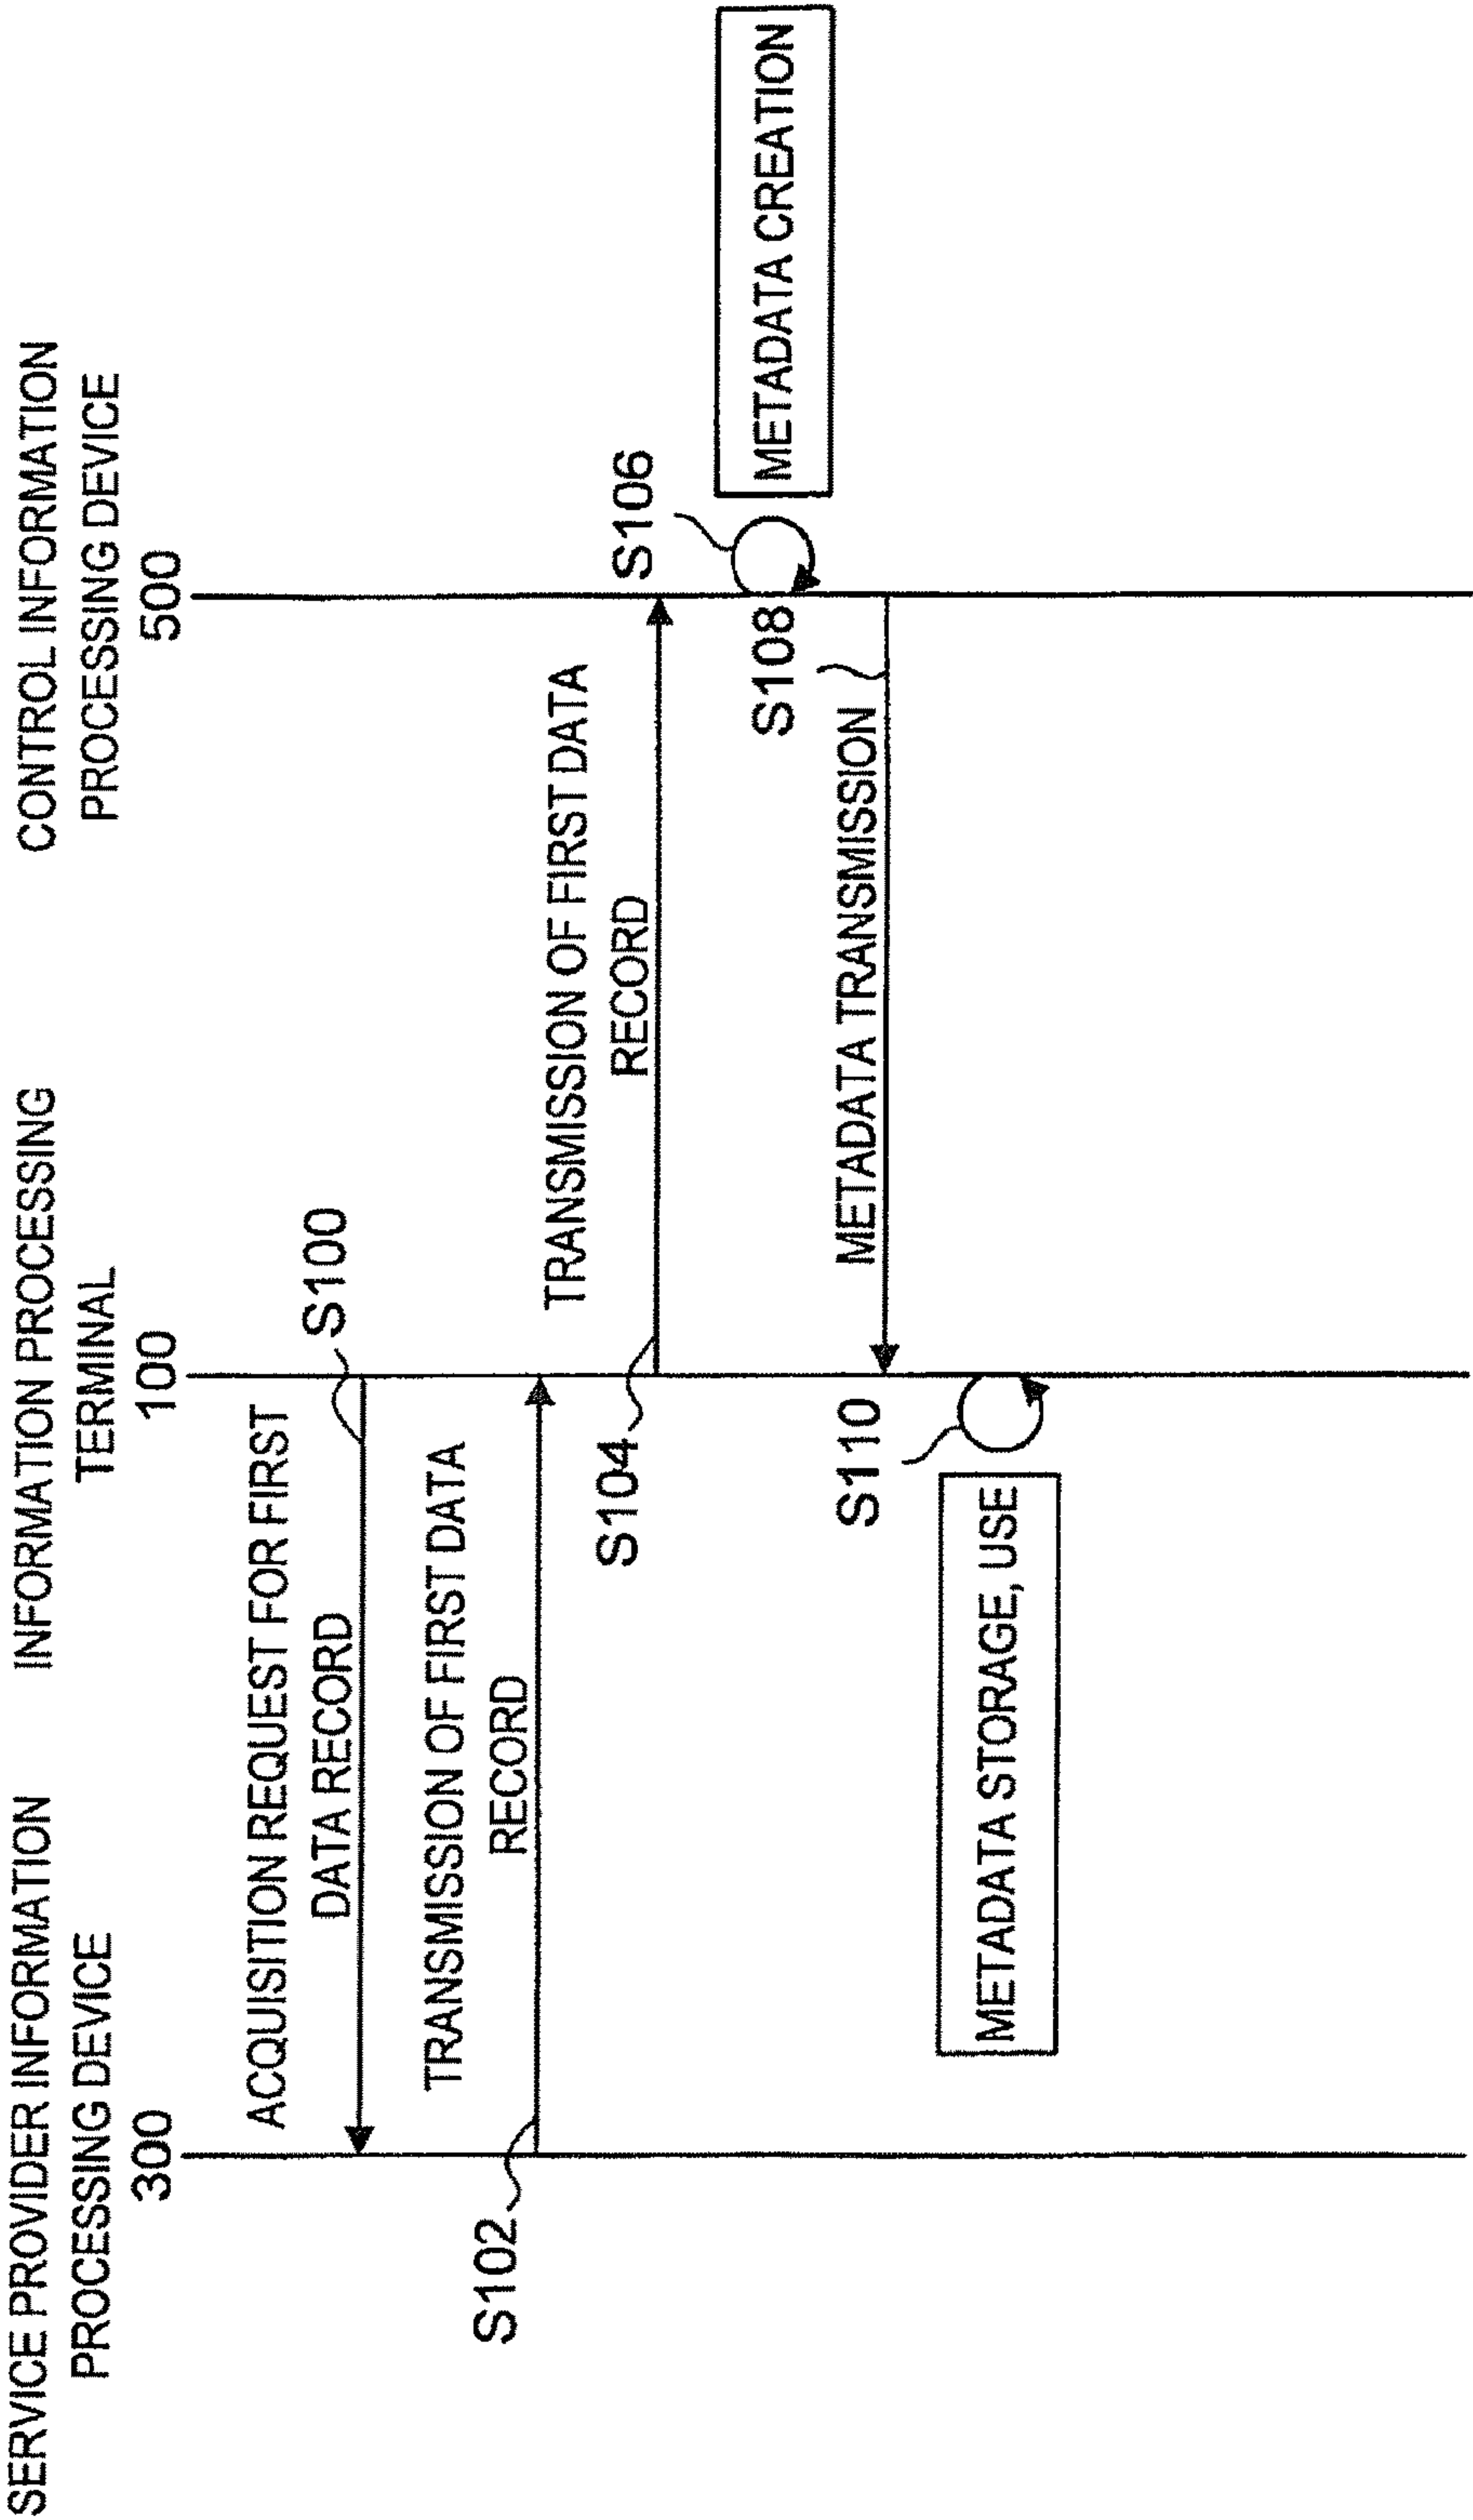 SERVICE PROVIDER INFORMATION
PROCESSING DEVICE
300
INFORMATION PROCESSING
TERMINAL
100
CONTROL INFORMATION
PROCESSING DEVICE
500
ACQUISITION REQUEST FOR FIRST
DATA RECORD
S100
TRANSMISSION OF FIRST DATA
RECORD
S102
TRANSMISSION OF FIRST DATA
RECORD
S104
S106
METADATA CREATION
S108
METADATA TRANSMISSION
S110
METADATA STORAGE, USE